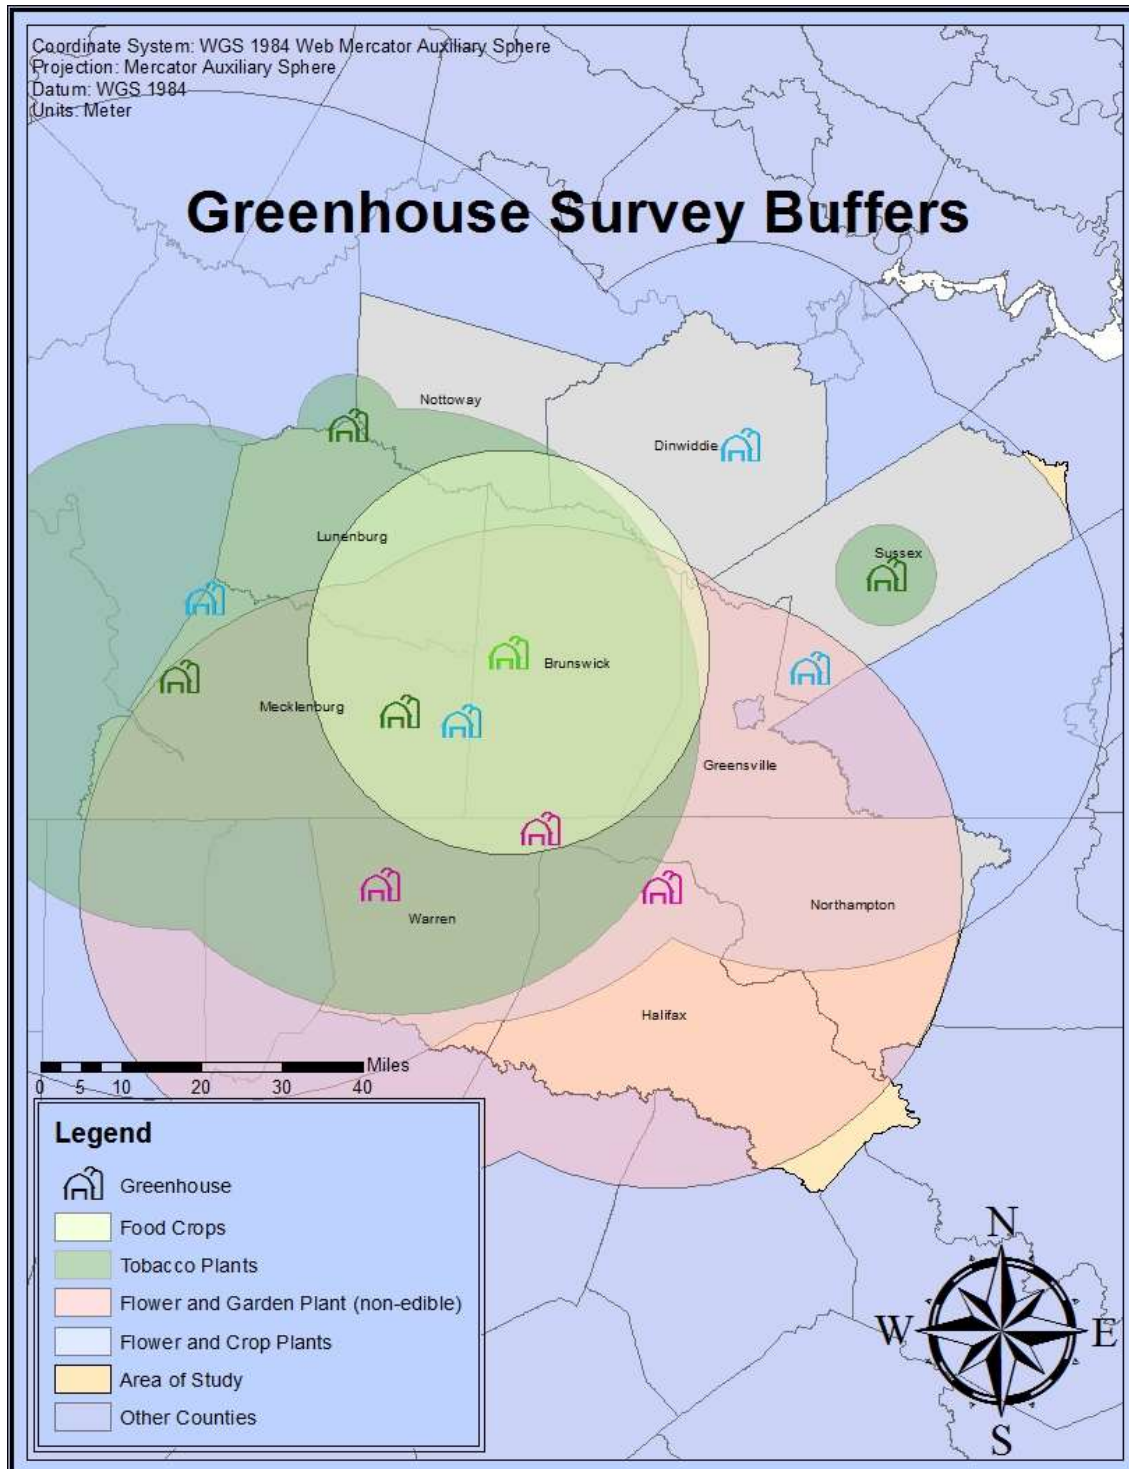 Coordinate System: WGS 1984 Web Mercator Auxiliary Sphere
Projection: Mercator Auxiliary Sphere
Datum: WGS 1984
Units: Meter
Greenhouse Survey Buffers
Nottoway
Dinwiddie
Lunenburg
Sussex
Brunswick
Mecklenburg
Greensville
Northampton
Warren
Halifax
Miles
0 5 10 20 30 40
Legend
Greenhouse
Food Crops
Tobacco Plants
Flower and Garden Plant (non-edible)
Flower and Crop Plants
Area of Study
Other Counties
N
W E
S